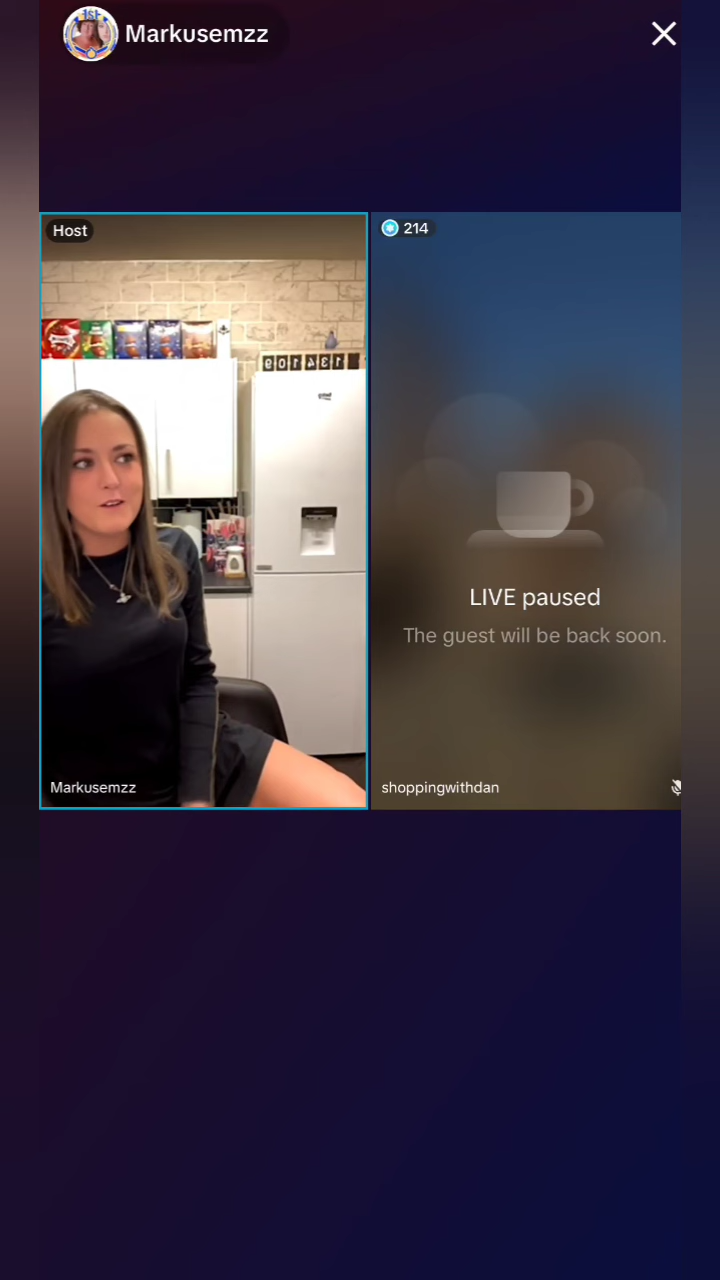 Markusemzz
Host
214
LIVE paused
The guest will be back soon.
Markusemzz
shoppingwithdan